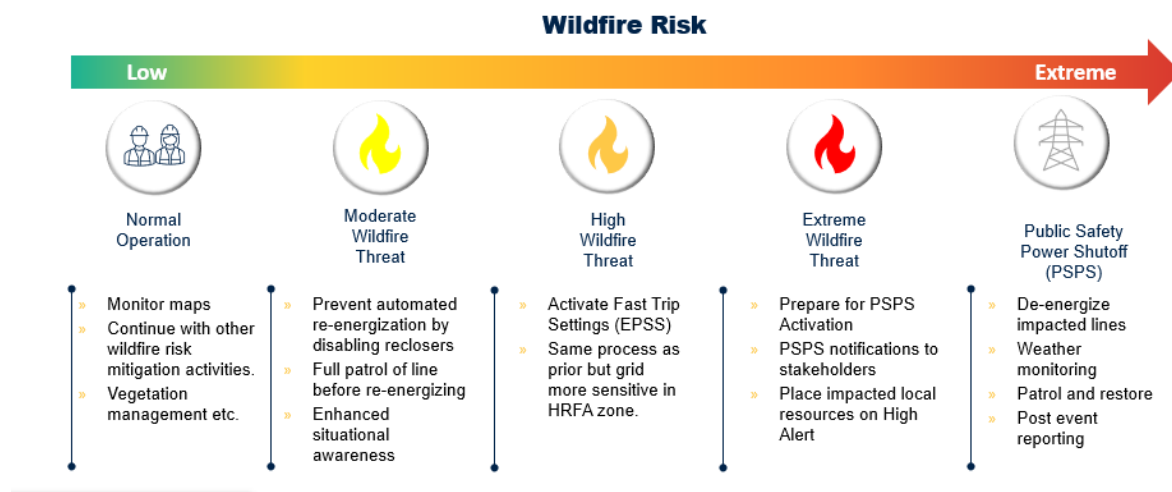 Wildfire Risk
Low
Extreme
Normal
Operation
Moderate
Wildfire
Threat
High
Wildfire
Threat
Extreme
Wildfire
Threat
Public Safety
Power Shutoff
(PSPS)
» Monitor maps
» Continue with other
wildfire risk
mitigation activities.
» Vegetation
management etc.
» Prevent automated
re-energization by
disabling reclosers
» Full patrol of line
before re-energizing
» Enhanced
situational
awareness
» Activate Fast Trip
Settings (EPSS)
» Same process as
prior but grid
more sensitive in
HRFA zone.
» Prepare for PSPS
Activation
» PSPS notifications to
stakeholders
» Place impacted local
resources on High
Alert
» De-energize
impacted lines
» Weather
monitoring
» Patrol and restore
» Post event
reporting